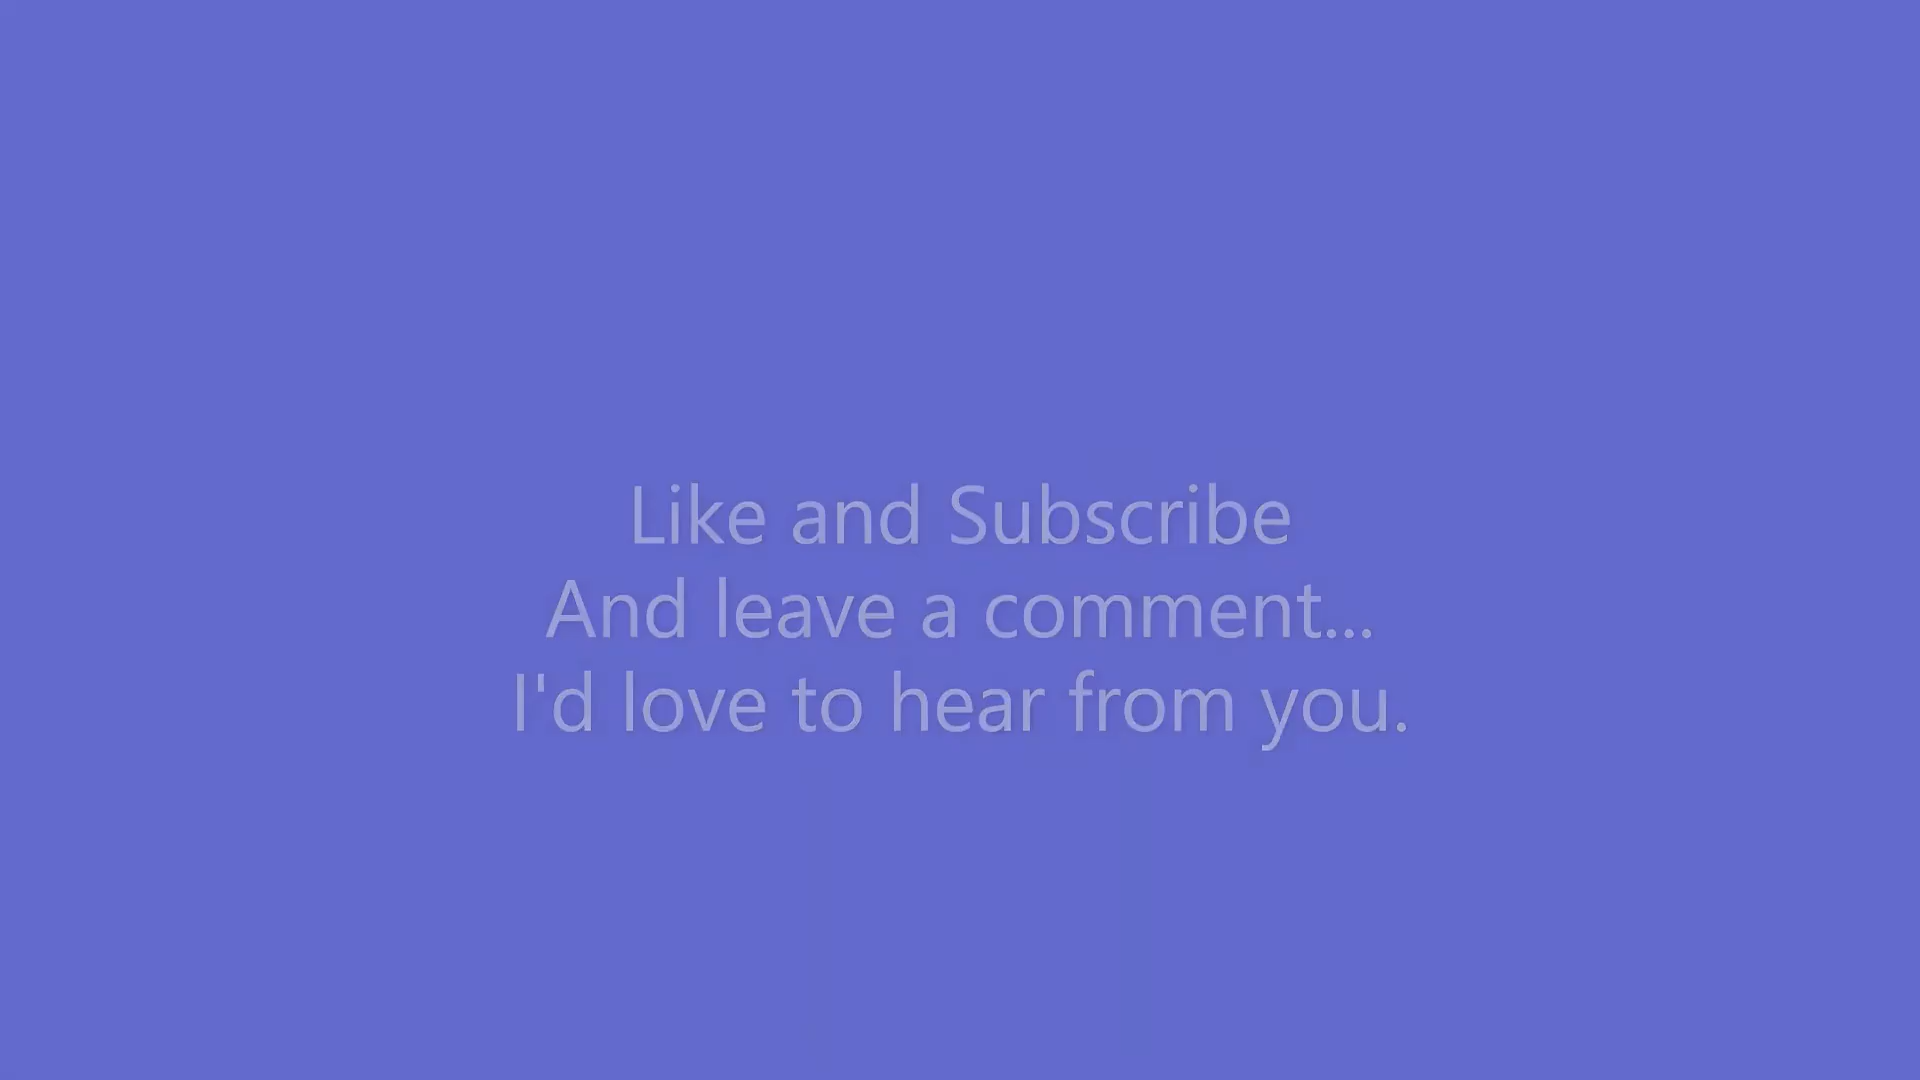 Like and Subscribe
And leave a comment...
I'd love to hear from you.